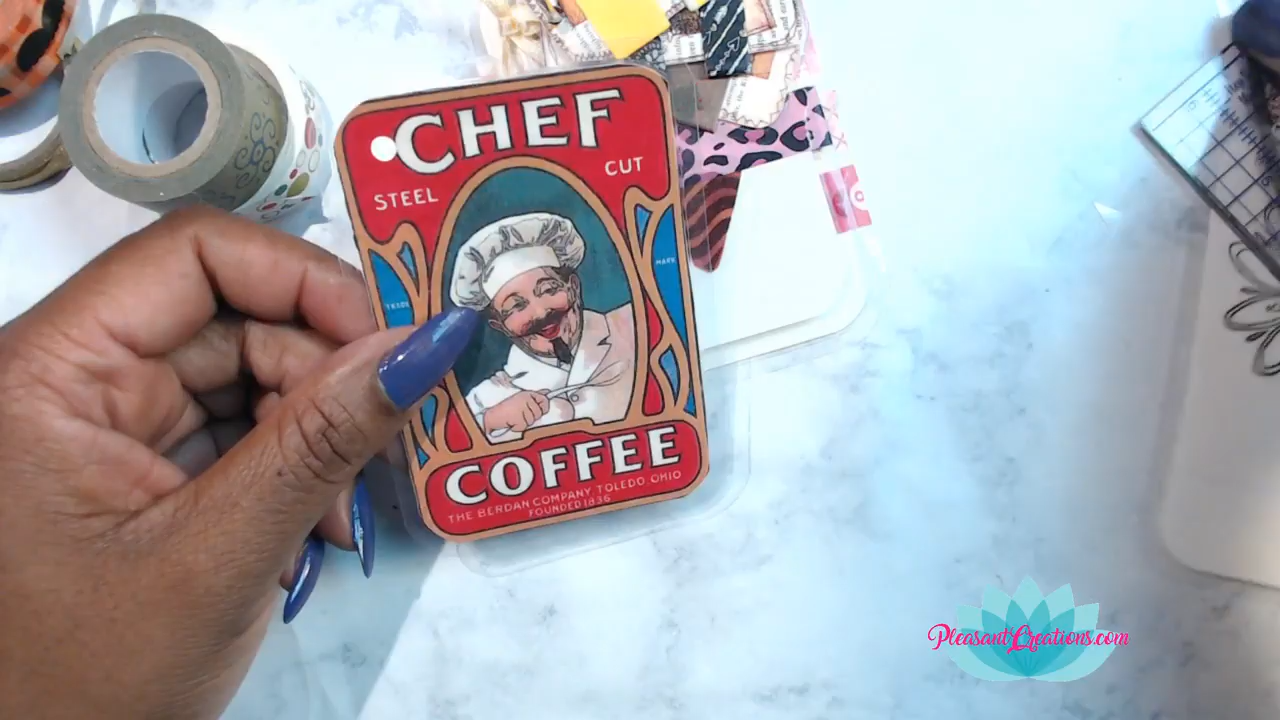 CHEF
STEEL CUT
TRADE MARK
COFFEE
THE BERDAN COMPANY TOLEDO OHIO
FOUNDED 1836
PleasantCreations.com